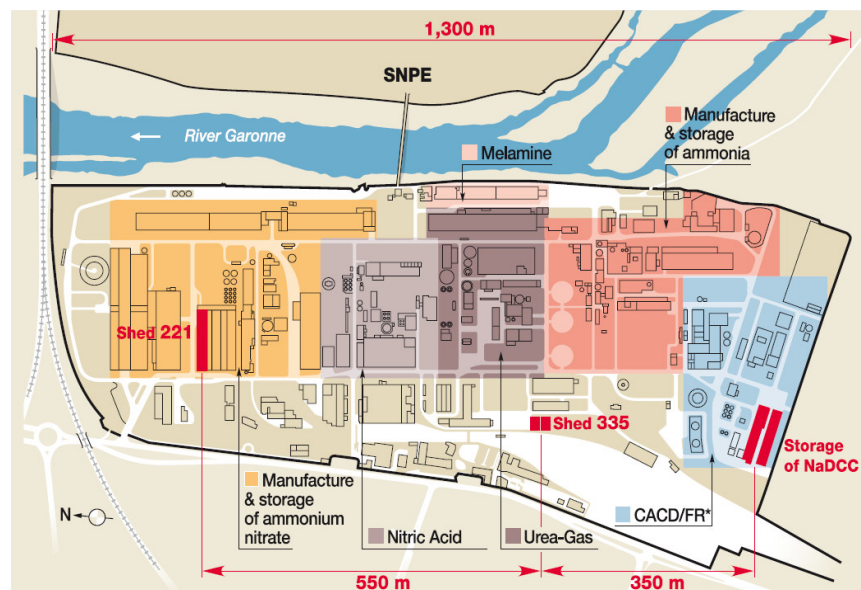 1,300 m
SNPE
River Garonne
Manufacture
& storage
of ammonia
Melamine
Shed 221
Shed 335
Storage
of NaDCC
Manufacture
& storage
of ammonium
nitrate
Nitric Acid
Urea-Gas
CACD/FR*
N
550 m
350 m